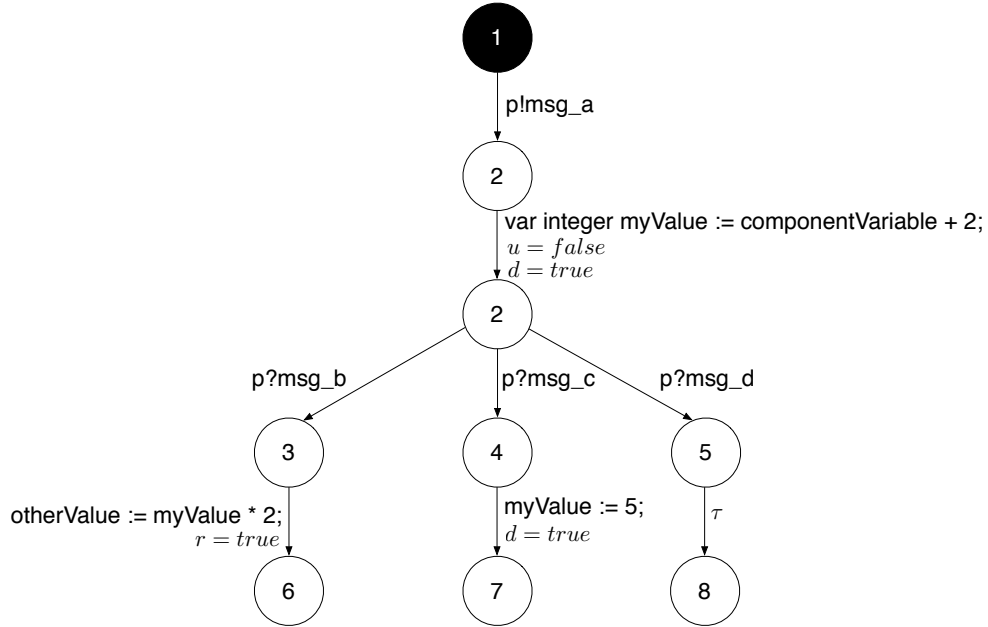 1
p!msg_a
2
var integer myValue := componentVariable + 2;
u = false
d = true
2
p?msg_b
p?msg_c
p?msg_d
3
4
5
otherValue := myValue * 2;
r = true
myValue := 5;
d = true
τ
6
7
8